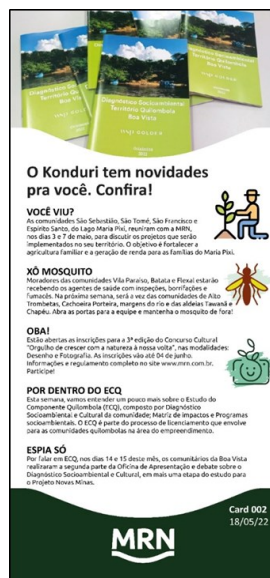 Diagnóstico Socioambiental
Território Quilombola
Boa Vista
O Konduri tem novidades
pra você. Confira!
VOCÊ VIU?
As comunidades São Sebastião, São Tomé, São Francisco e
Espírito Santo, do Lago Maria Pixi, reuniram com a MRN,
nos dias 3 e 7 de maio, para discutir os projetos que serão
implementados no seu território. O objetivo é fortalecer a
agricultura familiar e a geração de renda para as famílias do Maria Pixi.
XÔ MOSQUITO
Moradores das comunidades Vila Paraíso, Batata e Flexal estarão
recebendo os agentes de saúde com inspeções, borrifações e
fumacês. Na próxima semana, será a vez das comunidades de Alto
Trombetas, Cachoeira Porteira, margens do rio e das aldeias Tawanã e
Chapéu. Abra as portas para a equipe e mantenha o mosquito de fora!
OBA!
Estão abertas as inscrições para a 3ª edição do Concurso Cultural
"Orgulho de crescer com a natureza à nossa volta", nas modalidades:
Desenho e Fotografia. As inscrições vão até 04 de junho.
Informações e regulamento completo no site www.mrn.com.br.
Participe!
POR DENTRO DO ECQ
Esta semana, vamos entender um pouco mais sobre o Estudo do
Componente Quilombola (ECQ), composto por Diagnóstico
Socioambiental e Cultural da comunidade; Matriz de impactos e Programas
socioambientais. O ECQ é parte do processo de licenciamento que envolve
para as comunidades quilombolas na área do empreendimento.
ESPIA SÓ
Por falar em ECQ, nos dias 14 e 15 deste mês, os comunitários da Boa Vista
realizaram a segunda parte da Oficina de Apresentação e debate sobre o
Diagnóstico Socioambiental e Cultural, em mais uma etapa do estudo para
o Projeto Novas Minas.
Card 002
18/05/22
MRN